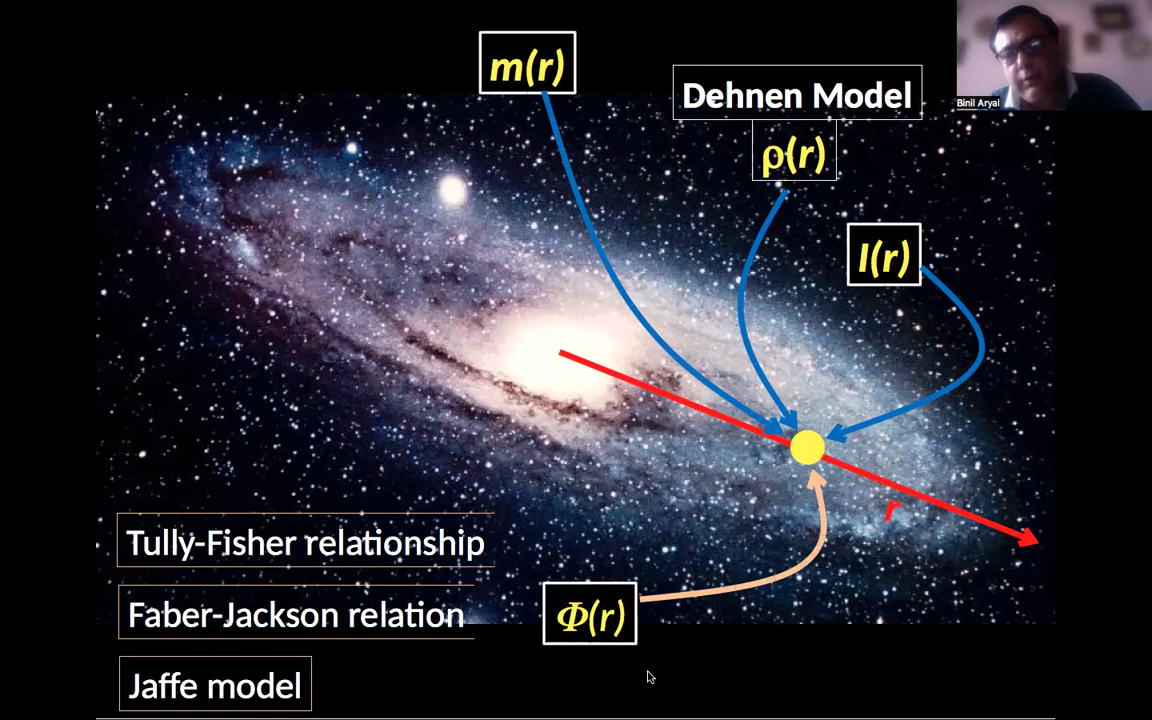 m(r)
Dehnen Model
Binil Aryal
ρ(r)
I(r)
r
Tully-Fisher relationship
Faber-Jackson relation
Φ(r)
Jaffe model